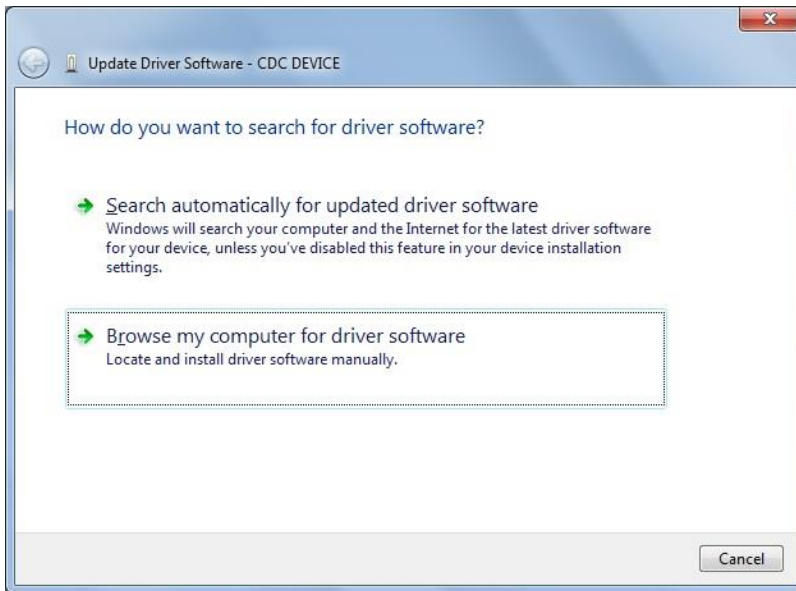 Update Driver Software - CDC DEVICE
How do you want to search for driver software?
Search automatically for updated driver software
Windows will search your computer and the Internet for the latest driver software
for your device, unless you've disabled this feature in your device installation
settings.
Browse my computer for driver software
Locate and install driver software manually.
Cancel